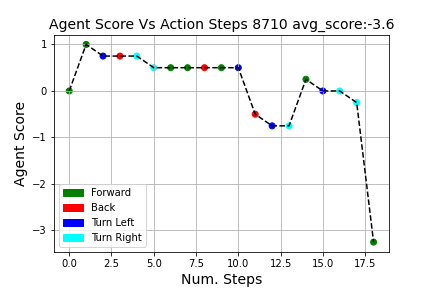 Agent Score Vs Action Steps 8710 avg_score:-3.6
Agent Score
1
0
−1
−2
−3
Forward
Back
Turn Left
Turn Right
0.0 2.5 5.0 7.5 10.0 12.5 15.0 17.5
Num. Steps